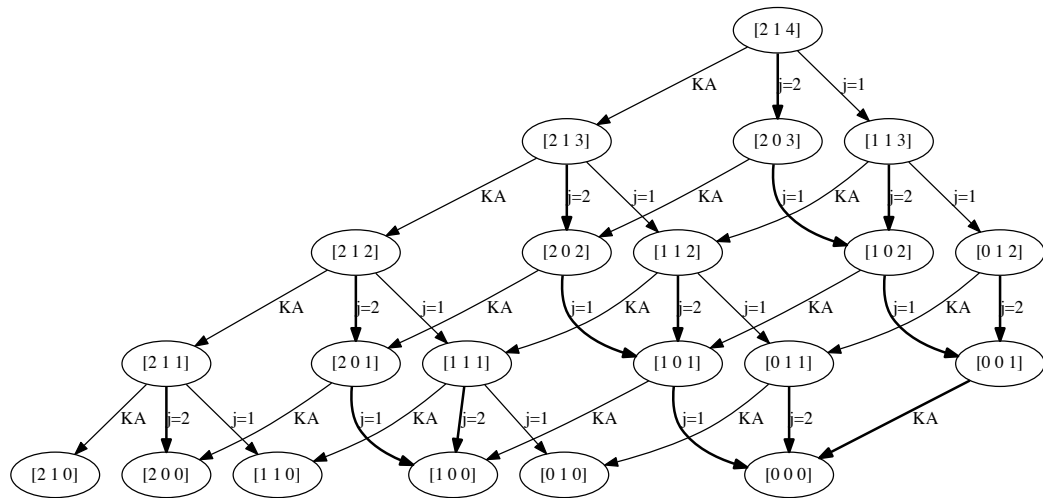 [2 1 4]
KA
j=2
j=1
[2 1 3]
[2 0 3]
[1 1 3]
KA
j=2
j=1
KA
j=1
KA
j=2
j=1
[2 1 2]
[2 0 2]
[1 1 2]
[1 0 2]
[0 1 2]
KA
j=2
j=1
KA
j=1
KA
j=2
j=1
KA
j=1
KA
j=2
[2 1 1]
[2 0 1]
[1 1 1]
[1 0 1]
[0 1 1]
[0 0 1]
KA
j=2
j=1
KA
j=1
KA
j=2
j=1
KA
j=1
KA
j=2
KA
[2 1 0]
[2 0 0]
[1 1 0]
[1 0 0]
[0 1 0]
[0 0 0]